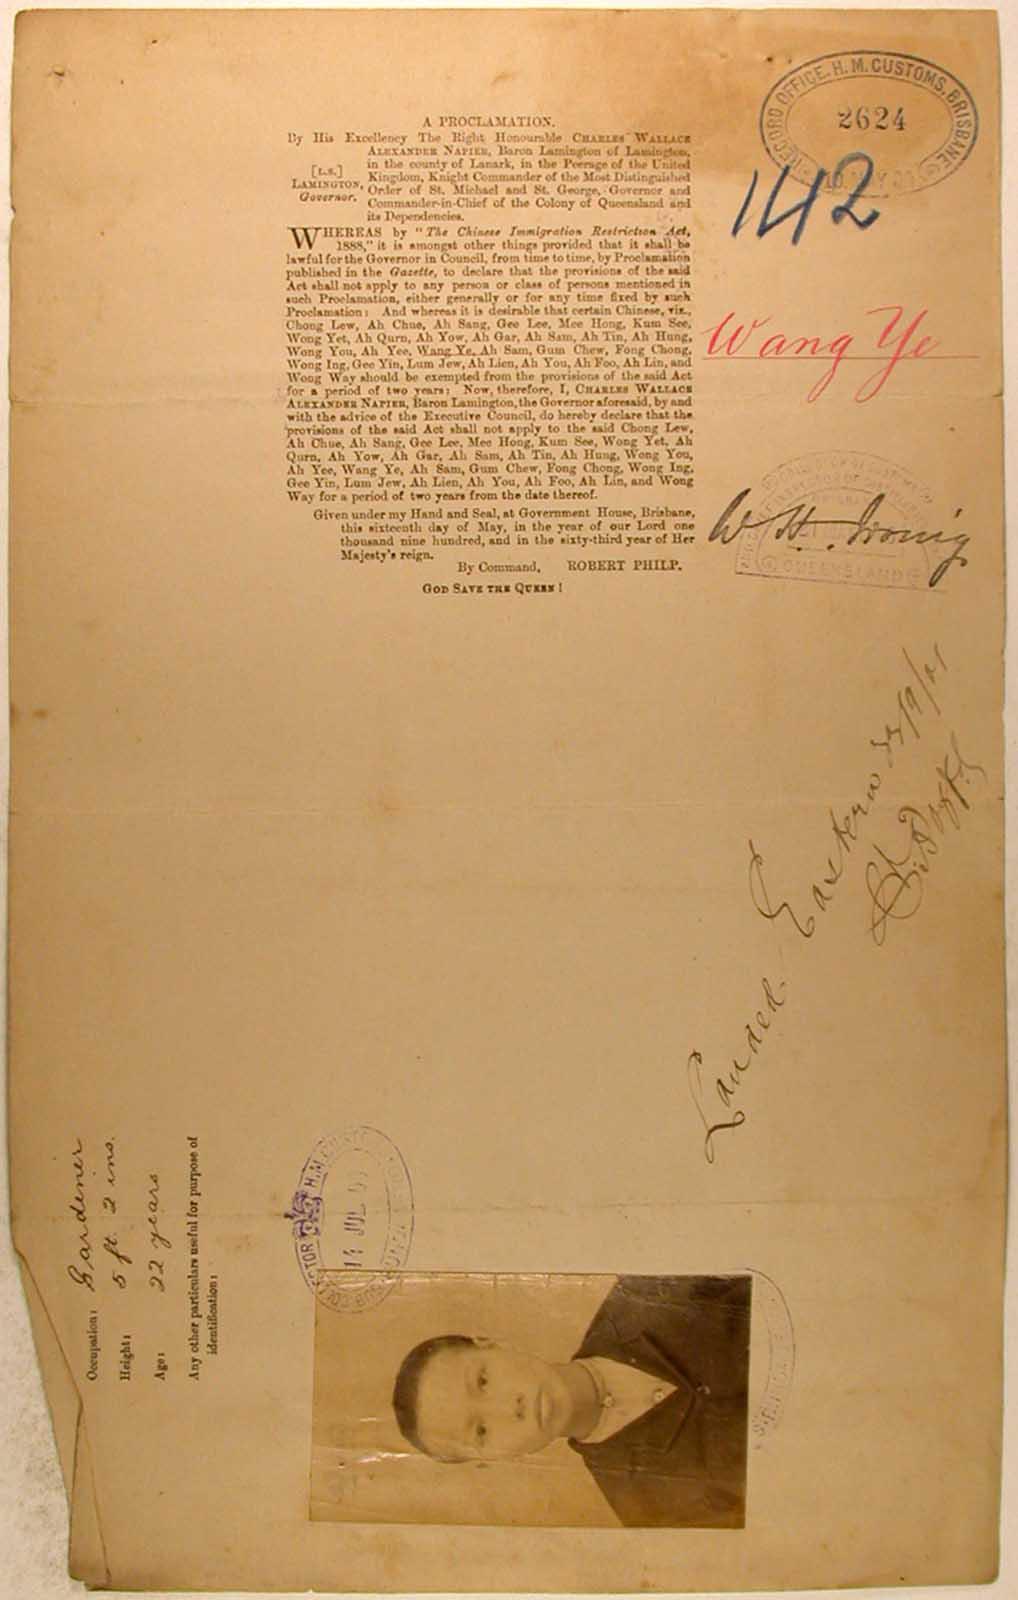 A PROCLAMATION.
By His Excellency The Right Honourable CHARLES WALLACE
ALEXANDER NAPIER, Baron Lamington of Lamington,
in the county of Lanark, in the Peerage of the United
Kingdom, Knight Commander of the Most Distinguished
Order of St. Michael and St. George, Governor and
Commander-in-Chief of the Colony of Queensland and
its Dependencies.
[L.S.]
LAMINGTON,
Governor.
WHEREAS by "The Chinese Immigration Restriction Act,
1888," it is amongst other things provided that it shall be
lawful for the Governor in Council, from time to time, by Proclamation
published in the Gazette, to declare that the provisions of the said
Act shall not apply to any person or class of persons mentioned in
such Proclamation, either generally or for any time fixed by such
Proclamation: And whereas it is desirable that certain Chinese, viz.,
Chong Lew, Ah Chue, Ah Sang, Gee Lee, Mee Hong, Kum See,
Wong Yet, Ah Qurn, Ah Yow, Ah Gar, Ah Sam, Ah Tin, Ah Hung,
Wong You, Ah Yee, Wang Ye, Ah Sam, Gum Chew, Fong Chong,
Wong Ing, Gee Yin, Lum Jew, Ah Lien, Ah You, Ah Foo, Ah Lin, and
Wong Way should be exempted from the provisions of the said Act
for a period of two years: Now, therefore, I, CHARLES WALLACE
ALEXANDER NAPIER, Baron Lamington, the Governor aforesaid, by and
with the advice of the Executive Council, do hereby declare that the
provisions of the said Act shall not apply to the said Chong Lew,
Ah Chue, Ah Sang, Gee Lee, Mee Hong, Kum See, Wong Yet, Ah
Qurn, Ah Yow, Ah Gar, Ah Sam, Ah Tin, Ah Hung, Wong You,
Ah Yee, Wang Ye, Ah Sam, Gum Chew, Fong Chong, Wong Ing,
Gee Yin, Lum Jew, Ah Lien, Ah You, Ah Foo, Ah Lin, and Wong
Way for a period of two years from the date thereof.
Given under my Hand and Seal, at Government House, Brisbane,
this sixteenth day of May, in the year of our Lord one
thousand nine hundred, and in the sixty-third year of Her
Majesty's reign.
By Command, ROBERT PHILP.
GOD SAVE THE QUEEN!
RECORD OFFICE. H.M. CUSTOMS, BRISBANE
2624
142
Wang Ye
W. H. Irving
QUEENSLAND
Landed Eastern 23/9/01
Occupation: Gardener
Height: 5 ft. 2 ins.
Age: 22 years
Any other particulars useful for purpose of
identification:
14 JUL